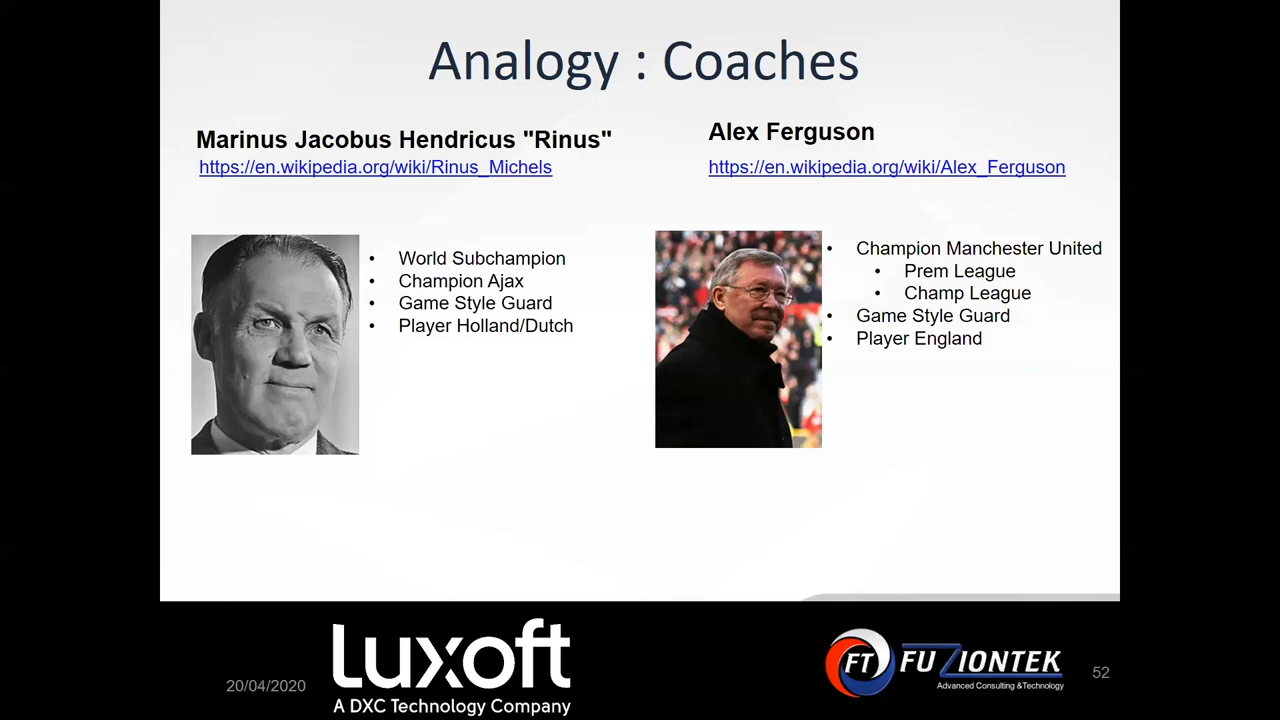 Analogy : Coaches
Marinus Jacobus Hendricus "Rinus"
https://en.wikipedia.org/wiki/Rinus_Michels
• World Subchampion
• Champion Ajax
• Game Style Guard
• Player Holland/Dutch
Alex Ferguson
https://en.wikipedia.org/wiki/Alex_Ferguson
• Champion Manchester United
• Prem League
• Champ League
• Game Style Guard
• Player England
20/04/2020
Luxoft
A DXC Technology Company
FT FUZIONTEK
Advanced Consulting &Technology
52